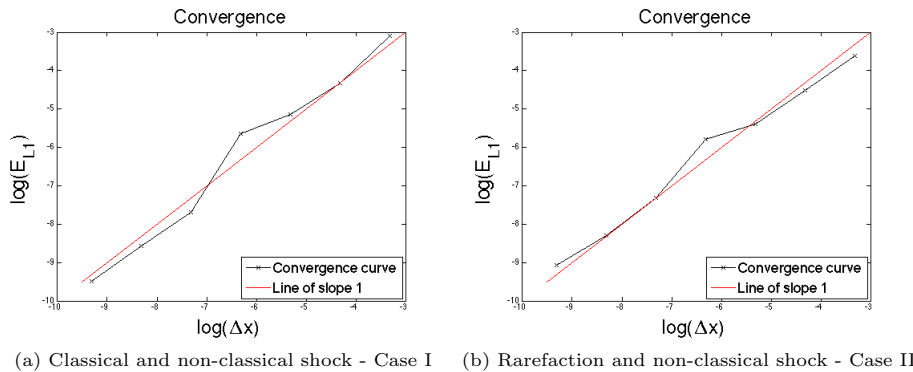 Convergence
-3
-4
-5
-6
-7
-8
-9
-10
log(E_L1)
-10 -9 -8 -7 -6 -5 -4 -3
log(Δx)
Convergence curve
Line of slope 1
(a) Classical and non-classical shock - Case I
Convergence
-3
-4
-5
-6
-7
-8
-9
-10
log(E_L1)
-10 -9 -8 -7 -6 -5 -4 -3
log(Δx)
Convergence curve
Line of slope 1
(b) Rarefaction and non-classical shock - Case II